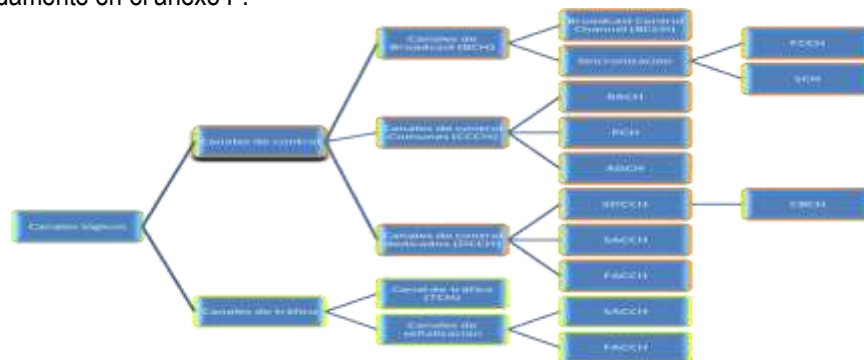 damente en el anexo I .
Canales lógicos
Canales de control
Canales de
Broadcast (BCH)
Broadcast Control
Channel (BCCH)
Sincronización
FCCH
SCH
Canales de control
Comunes (CCCH)
RACH
PCH
AGCH
Canales de control
dedicados (DCCH)
SDCCH
CBCH
SACCH
FACCH
Canales de tráfico
Canal de tráfico
(TCH)
Canales de
señalización
SACCH
FACCH